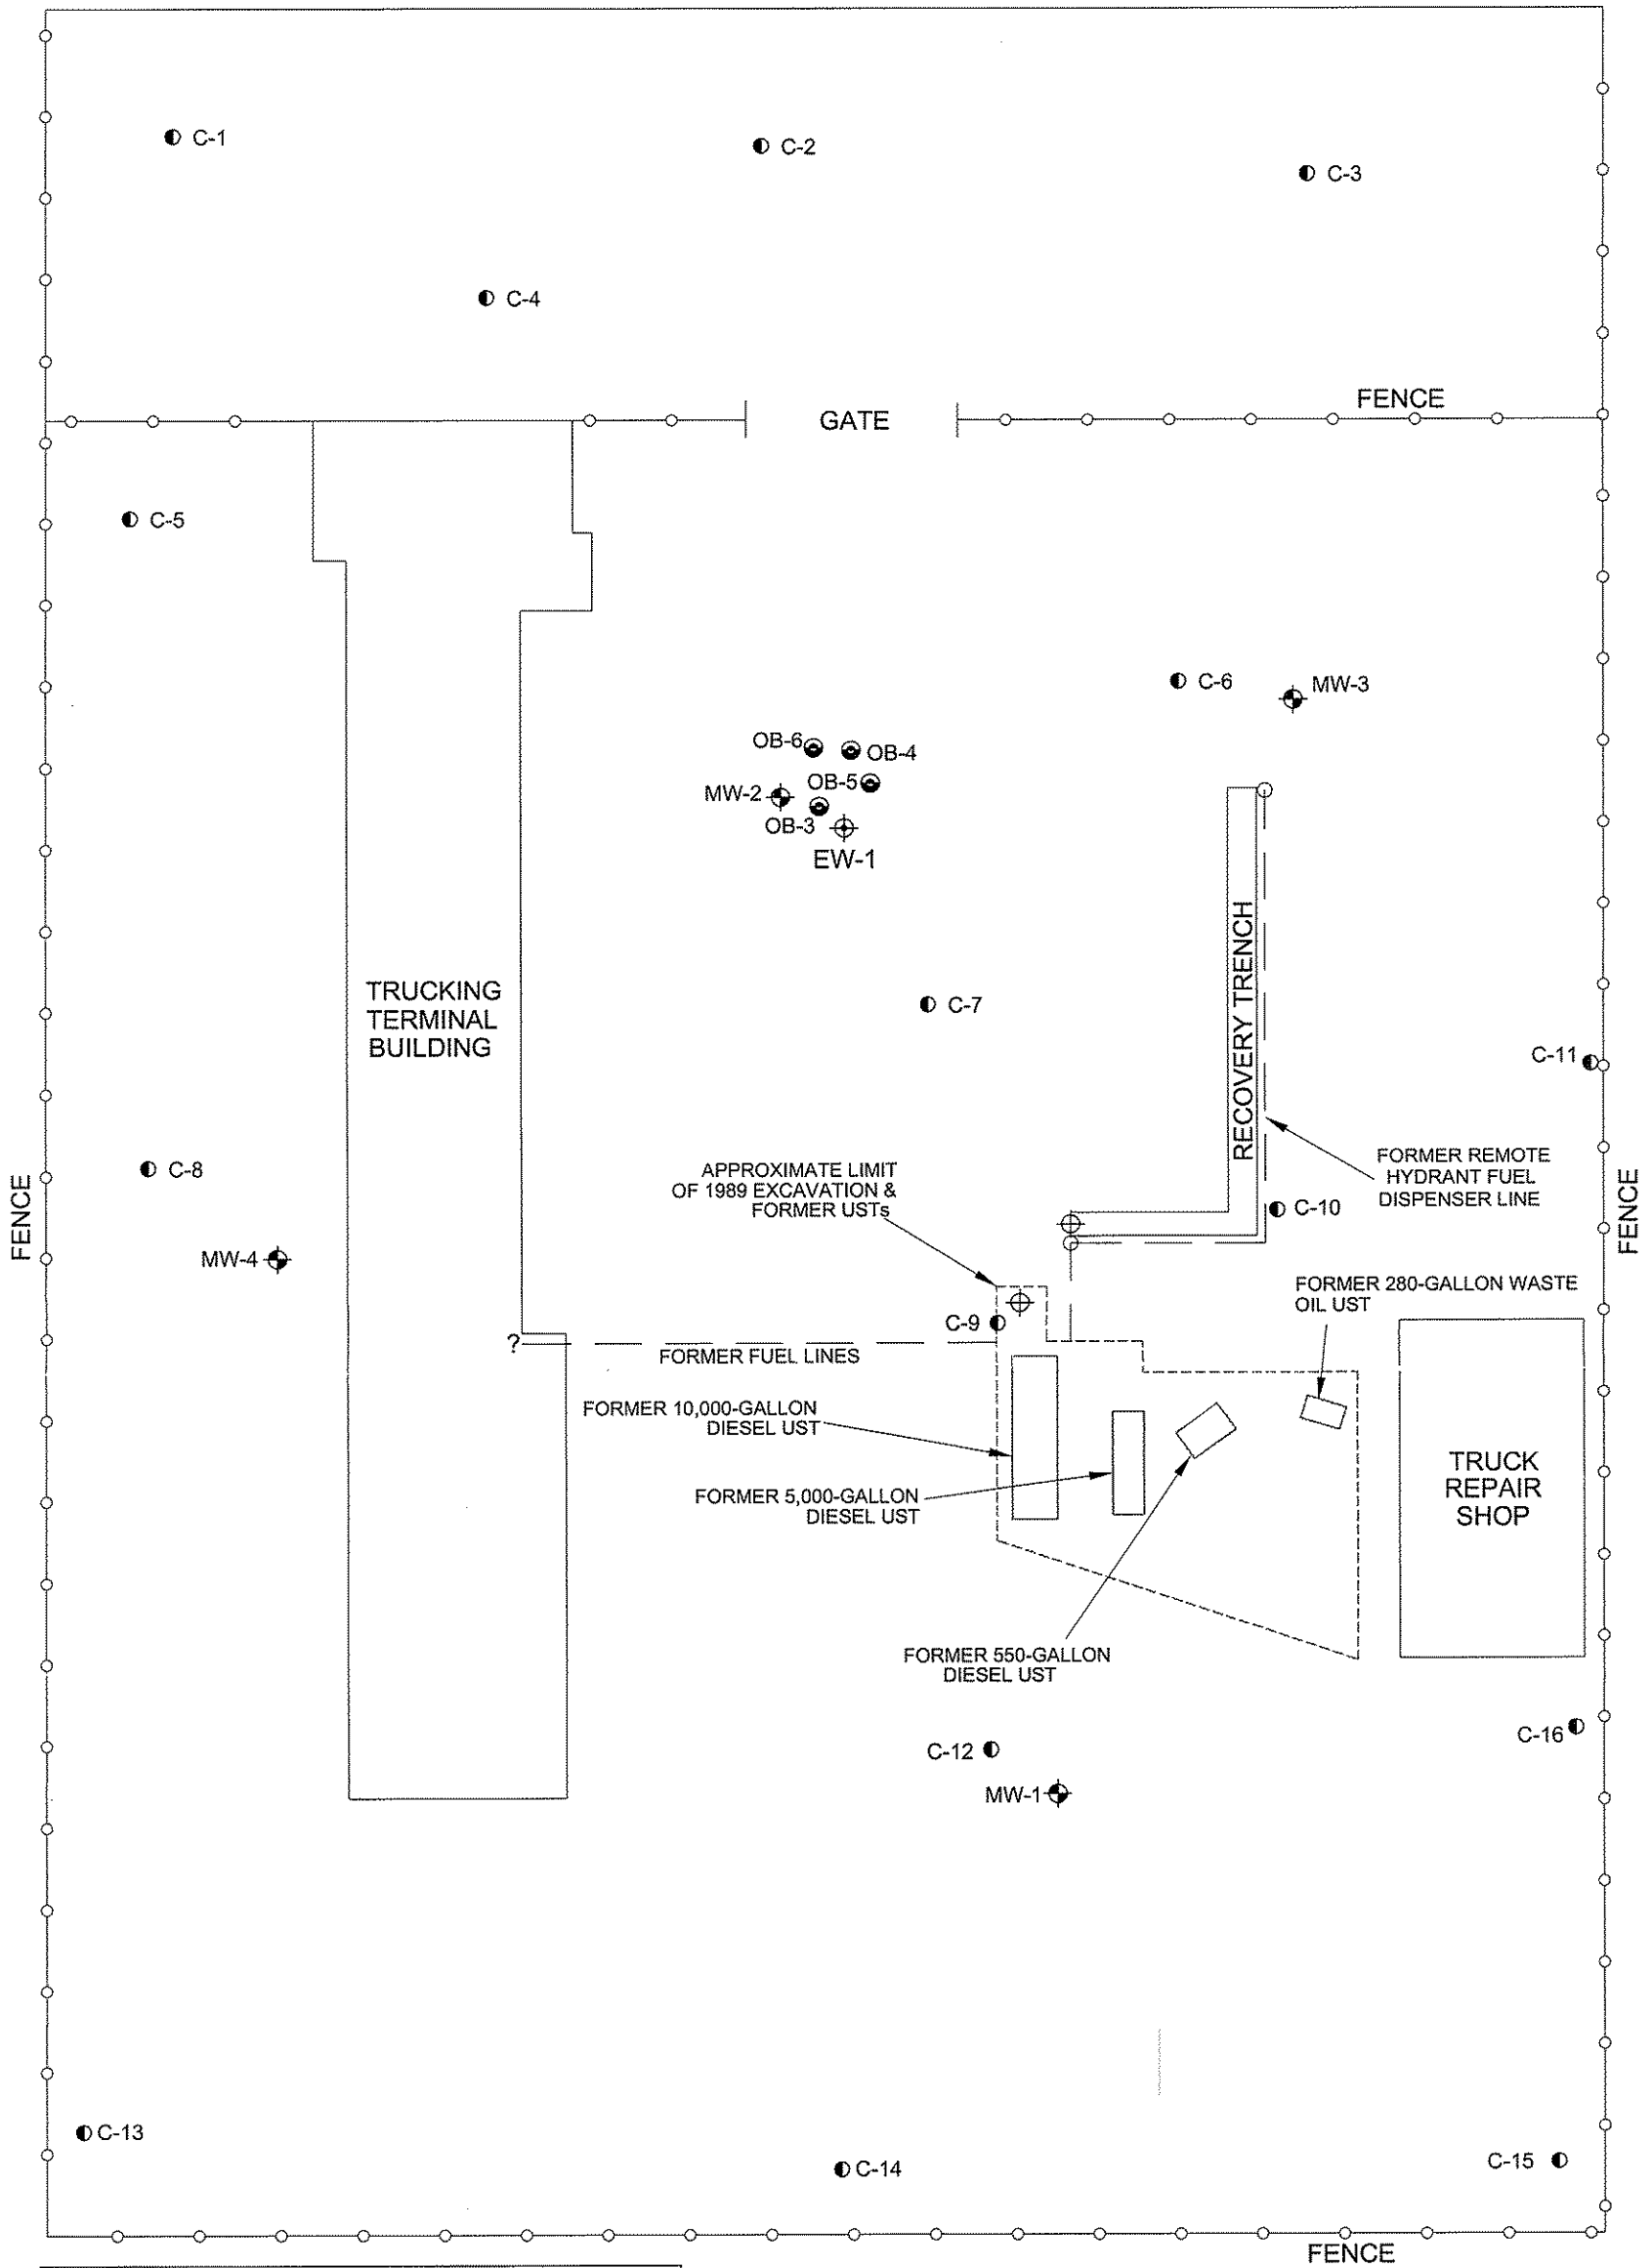 C-1
C-2
C-3
C-4
FENCE
GATE
C-5
C-6
MW-3
OB-6
OB-4
OB-5
MW-2
OB-3
EW-1
RECOVERY TRENCH
TRUCKING
TERMINAL
BUILDING
C-7
C-11
C-8
APPROXIMATE LIMIT
OF 1989 EXCAVATION &
FORMER USTs
FORMER REMOTE
HYDRANT FUEL
DISPENSER LINE
C-10
FENCE
FENCE
MW-4
FORMER 280-GALLON WASTE
OIL UST
C-9
?
FORMER FUEL LINES
FORMER 10,000-GALLON
DIESEL UST
TRUCK
REPAIR
SHOP
FORMER 5,000-GALLON
DIESEL UST
FORMER 550-GALLON
DIESEL UST
C-16
C-12
MW-1
C-13
C-14
C-15
FENCE